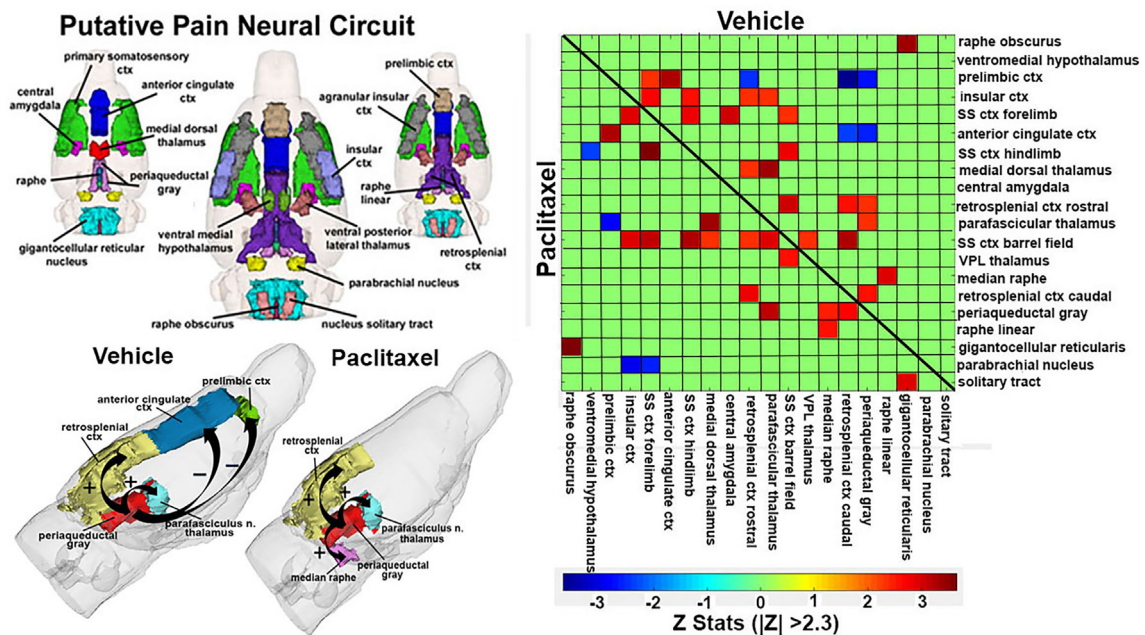 Putative Pain Neural Circuit
primary somatosensory
ctx
central
amygdala
anterior cingulate
ctx
medial dorsal
thalamus
raphe
periaqueductal
gray
gigantocellular reticular
nucleus
prelimbic ctx
agranular insular
ctx
insular
ctx
raphe
linear
ventral medial
hypothalamus
ventral posterior
lateral thalamus
retrosplenial
ctx
parabrachial nucleus
raphe obscurus
nucleus solitary tract
Vehicle
prelimbic ctx
anterior cingulate
ctx
retrosplenial
ctx
+
+
–
–
parafasciculus n.
thalamus
periaqueductal
gray
Paclitaxel
retrosplenial
ctx
+
+
parafasciculus n.
thalamus
periaqueductal
gray
median raphe
Vehicle
Paclitaxel
raphe obscurus
ventromedial hypothalamus
prelimbic ctx
insular ctx
SS ctx forelimb
anterior cingulate ctx
SS ctx hindlimb
medial dorsal thalamus
central amygdala
retrosplenial ctx rostral
parafascicular thalamus
SS ctx barrel field
VPL thalamus
median raphe
retrosplenial ctx caudal
periaqueductal gray
raphe linear
gigantocellular reticularis
parabrachial nucleus
solitary tract
raphe obscurus
ventromedial hypothalamus
prelimbic ctx
insular ctx
SS ctx forelimb
anterior cingulate ctx
SS ctx hindlimb
medial dorsal thalamus
central amygdala
retrosplenial ctx rostral
parafascicular thalamus
SS ctx barrel field
VPL thalamus
median raphe
retrosplenial ctx caudal
periaqueductal gray
raphe linear
gigantocellular reticularis
parabrachial nucleus
solitary tract
-3 -2 -1 0 1 2 3
Z Stats (|Z| >2.3)